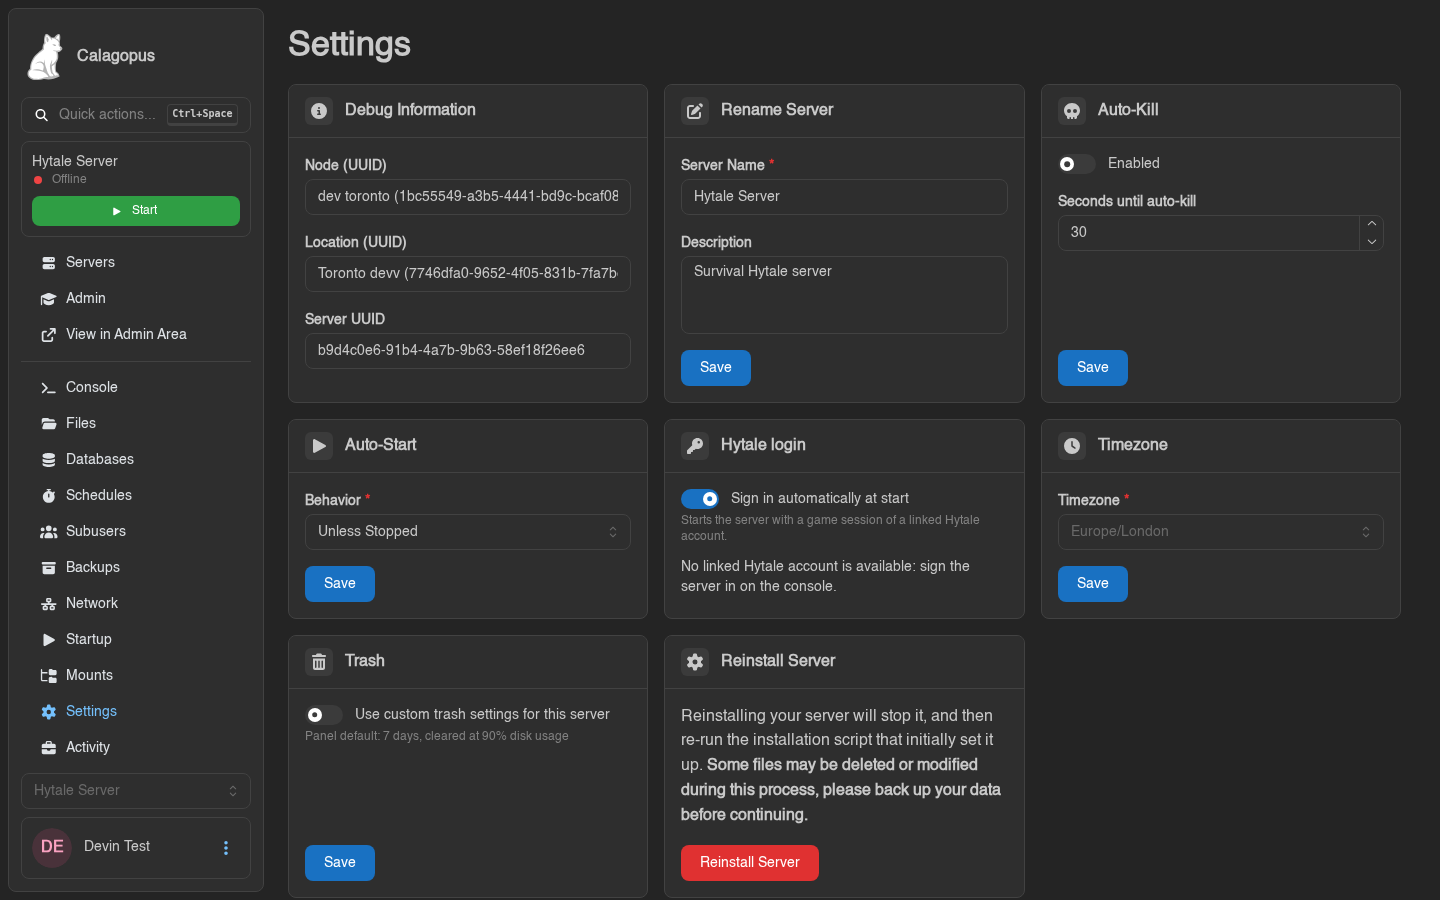 Calagopus
Quick actions...
Ctrl+Space
Hytale Server
Offline
Start
Servers
Admin
View in Admin Area
Console
Files
Databases
Schedules
Subusers
Backups
Network
Startup
Mounts
Settings
Activity
Hytale Server
DE
Devin Test
Settings
Debug Information
Node (UUID)
dev toronto (1bc55549-a3b5-4441-bd9c-bcaf08
Location (UUID)
Toronto devv (7746dfa0-9652-4f05-831b-7fa7b
Server UUID
b9d4c0e6-91b4-4a7b-9b63-58ef18f26ee6
Rename Server
Server Name *
Hytale Server
Description
Survival Hytale server
Save
Auto-Kill
Enabled
Seconds until auto-kill
30
Save
Auto-Start
Behavior *
Unless Stopped
Save
Hytale login
Sign in automatically at start
Starts the server with a game session of a linked Hytale
account.
No linked Hytale account is available: sign the
server in on the console.
Timezone
Timezone *
Europe/London
Save
Trash
Use custom trash settings for this server
Panel default: 7 days, cleared at 90% disk usage
Save
Reinstall Server
Reinstalling your server will stop it, and then
re-run the installation script that initially set it
up. Some files may be deleted or modified
during this process, please back up your data
before continuing.
Reinstall Server